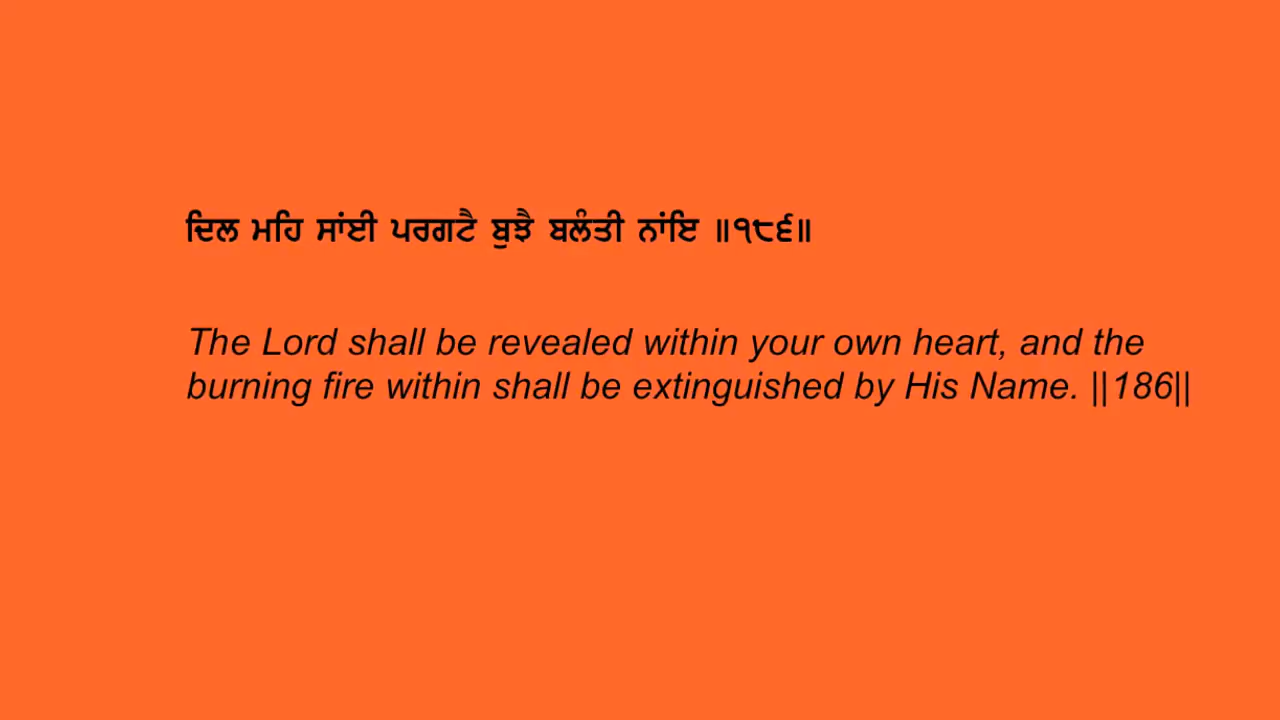 ਦਿਲ ਮਹਿ ਸਾਂਈ ਪਰਗਟੈ ਬੁਝੈ ਬਲੰਤੀ ਨਾਂਇ ॥੧੮੬॥
The Lord shall be revealed within your own heart, and the
burning fire within shall be extinguished by His Name. ||186||